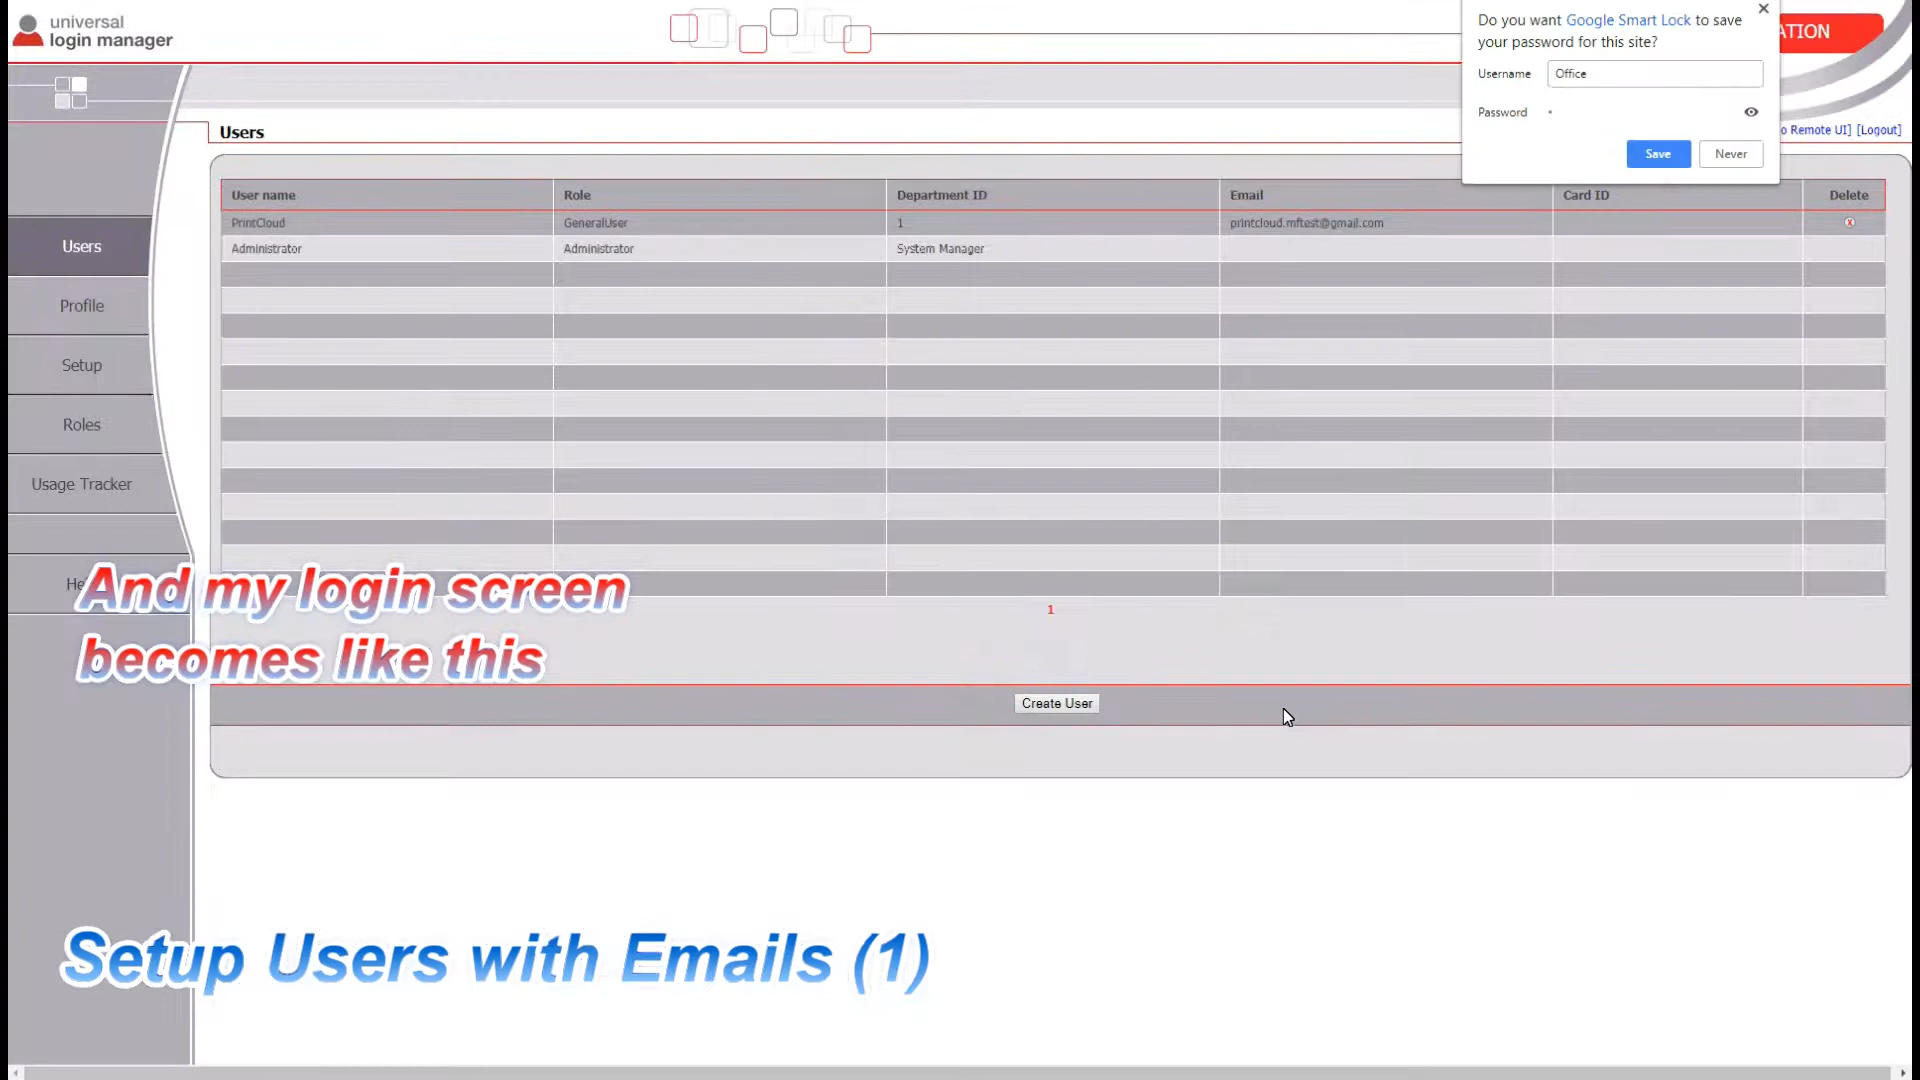 universal
login manager
Do you want Google Smart Lock to save
your password for this site?
Username Office
Password
Save Never
ATION
o Remote UI] [Logout]
Users
User name Role Department ID Email Card ID Delete
PrintCloud GeneralUser 1 printcloud.mftest@gmail.com
Administrator Administrator System Manager
Users
Profile
Setup
Roles
Usage Tracker
He
1
Create User
And my login screen
becomes like this
Setup Users with Emails (1)